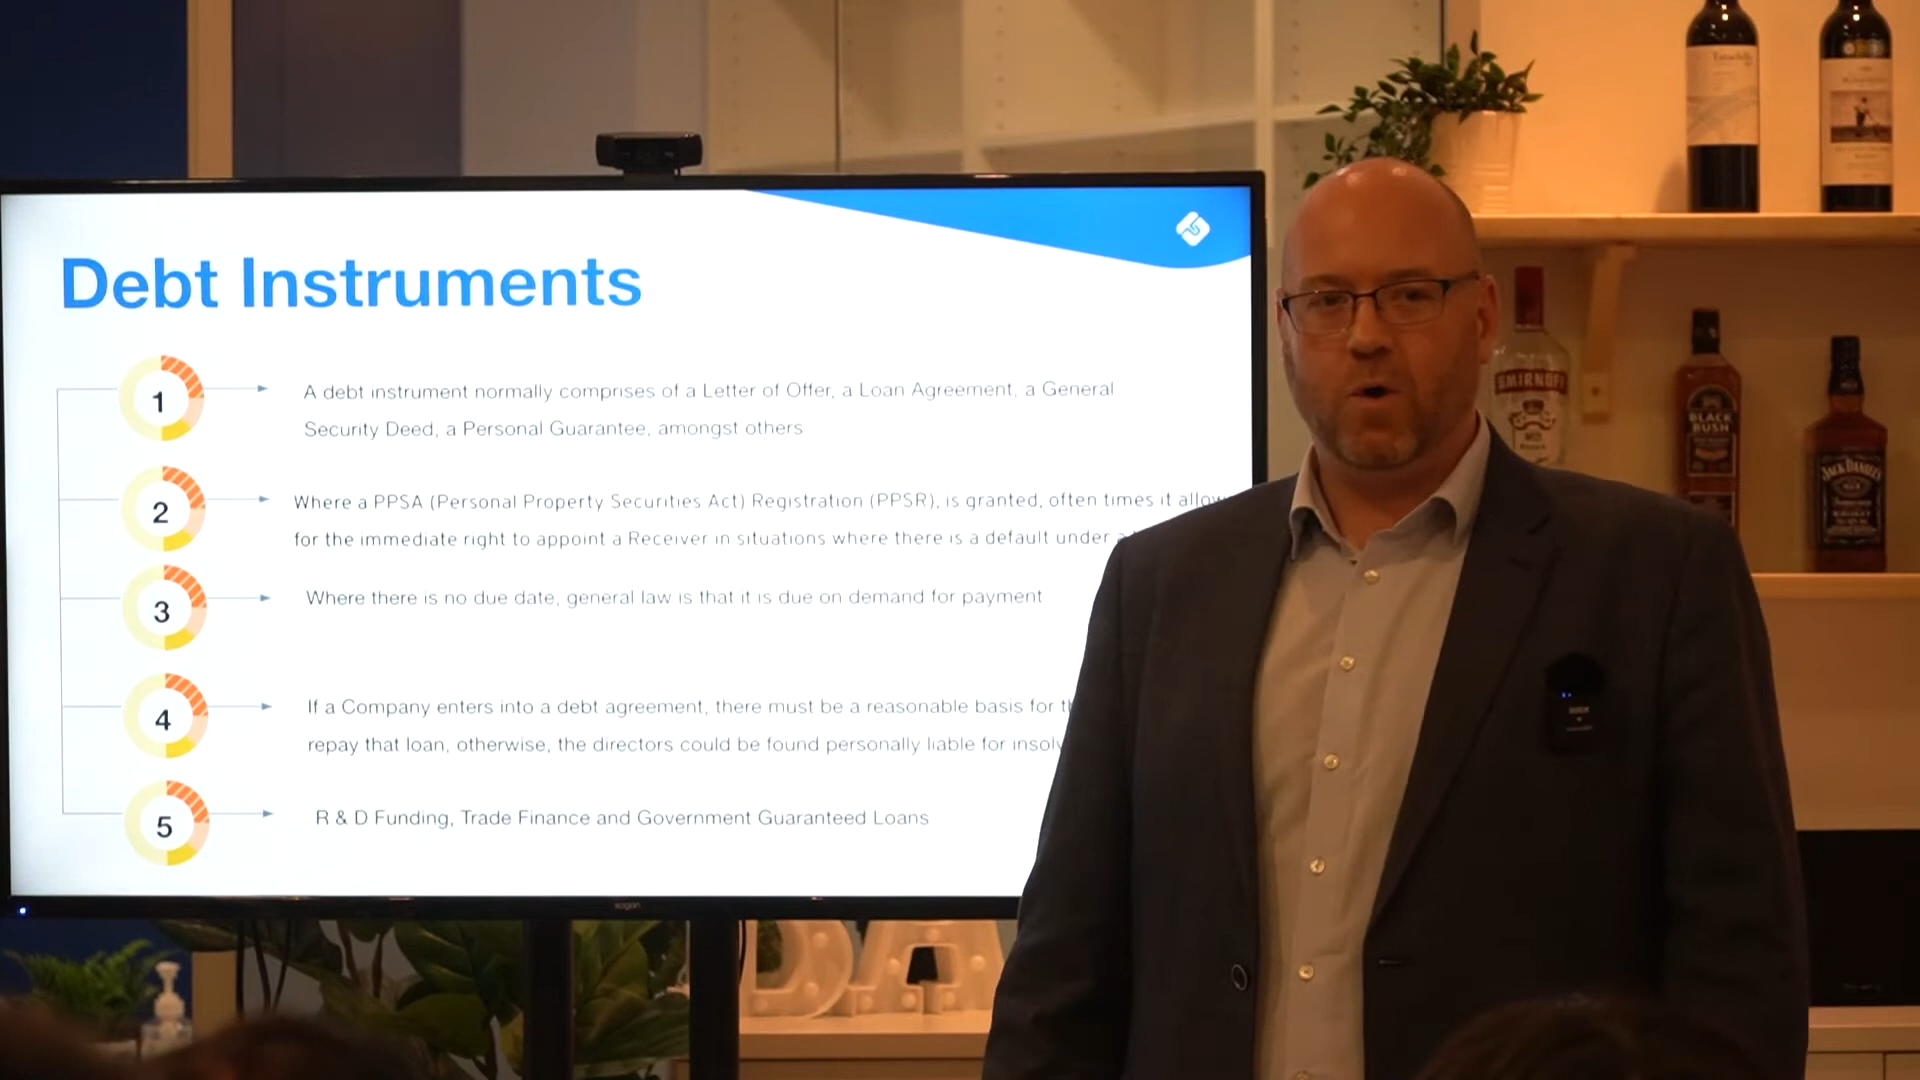 Debt Instruments
1
A debt instrument normally comprises of a Letter of Offer, a Loan Agreement, a General
Security Deed, a Personal Guarantee, amongst others
2
Where a PPSA (Personal Property Securities Act) Registration (PPSR), is granted, often times it allow
for the immediate right to appoint a Receiver in situations where there is a default under
3
Where there is no due date, general law is that it is due on demand for payment
4
If a Company enters into a debt agreement, there must be a reasonable basis for
repay that loan, otherwise, the directors could be found personally liable for
5
R & D Funding, Trade Finance and Government Guaranteed Loans
kogan
SMIRNOFF
BLACK
BUSH
JACK DANIEL'S
DA